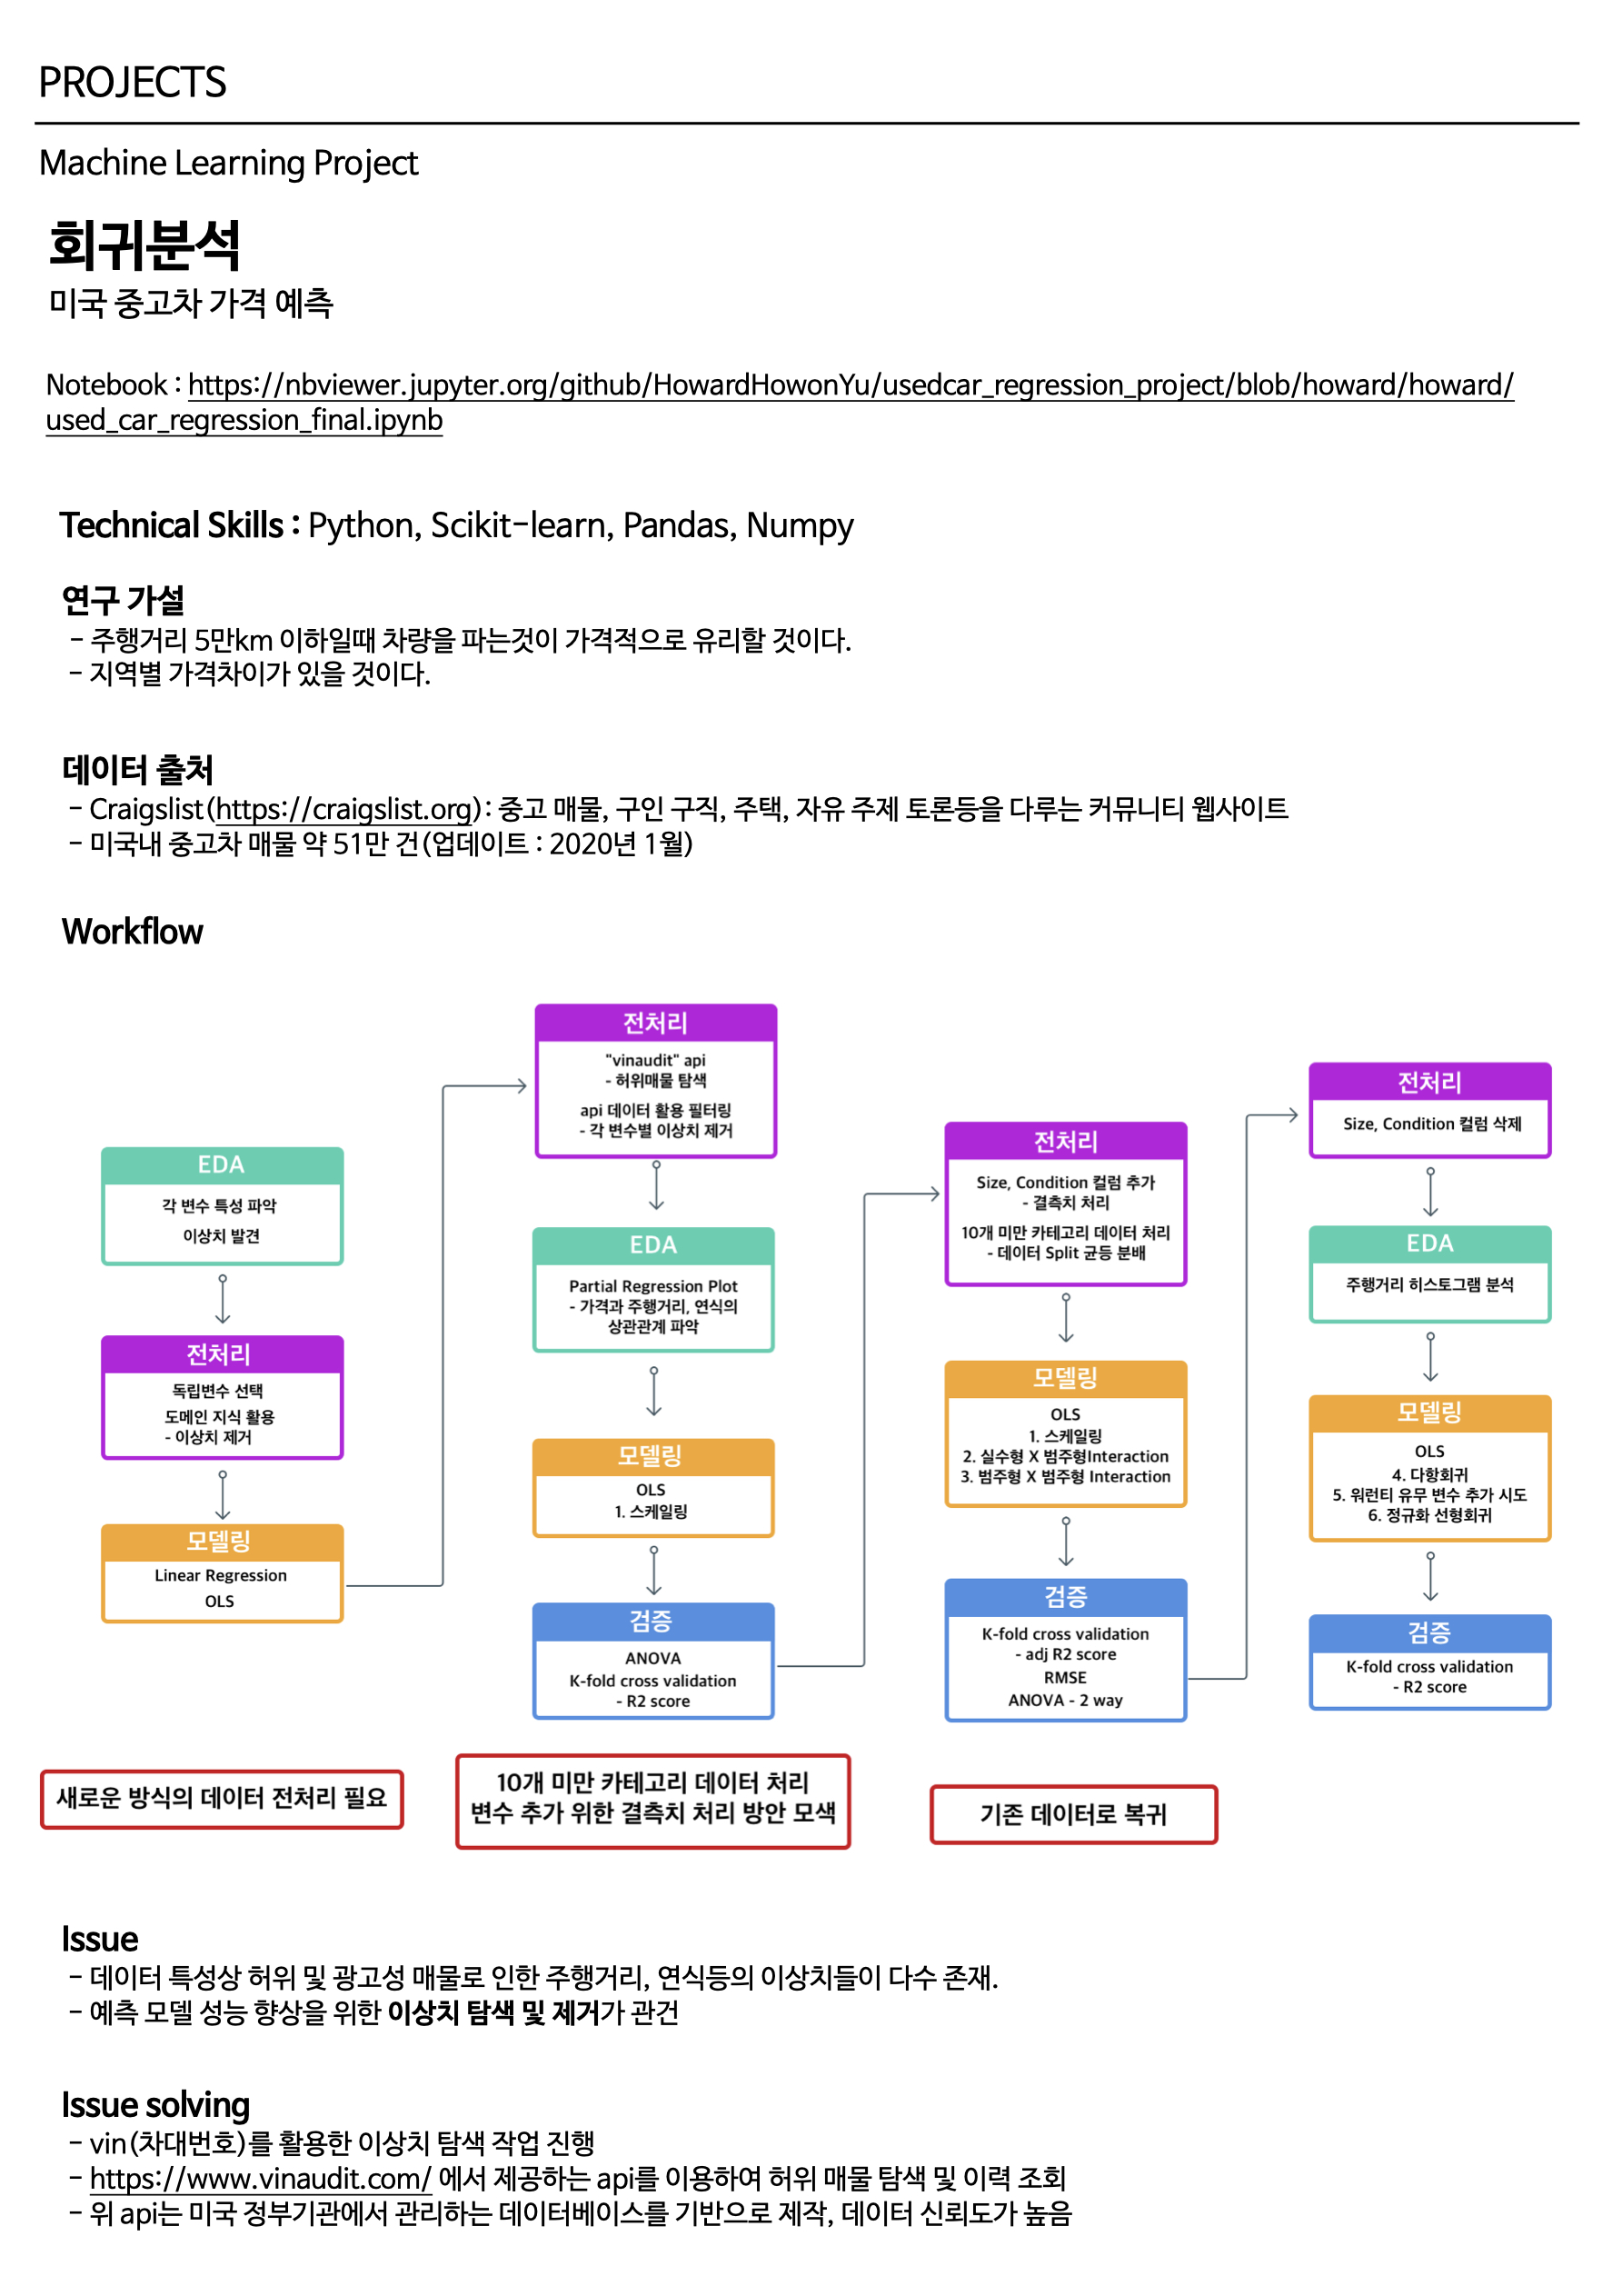 PROJECTS
Machine Learning Project
회귀분석
미국 중고차 가격 예측
Notebook : https://nbviewer.jupyter.org/github/HowardHowonYu/usedcar_regression_project/blob/howard/howard/
used_car_regression_final.ipynb
Technical Skills : Python, Scikit-learn, Pandas, Numpy
연구 가설
- 주행거리 5만km 이하일때 차량을 파는것이 가격적으로 유리할 것이다.
- 지역별 가격차이가 있을 것이다.
데이터 출처
- Craigslist(https://craigslist.org): 중고 매물, 구인 구직, 주택, 자유 주제 토론등을 다루는 커뮤니티 웹사이트
- 미국내 중고차 매물 약 51만 건(업데이트 : 2020년 1월)
Workflow
EDA
각 변수 특성 파악
이상치 발견
전처리
독립변수 선택
도메인 지식 활용
- 이상치 제거
모델링
Linear Regression
OLS
새로운 방식의 데이터 전처리 필요
전처리
"vinaudit" api
- 허위매물 탐색
api 데이터 활용 필터링
- 각 변수별 이상치 제거
EDA
Partial Regression Plot
- 가격과 주행거리, 연식의
상관관계 파악
모델링
OLS
1. 스케일링
검증
ANOVA
K-fold cross validation
- R2 score
10개 미만 카테고리 데이터 처리
변수 추가 위한 결측치 처리 방안 모색
전처리
Size, Condition 컬럼 추가
- 결측치 처리
10개 미만 카테고리 데이터 처리
- 데이터 Split 균등 분배
모델링
OLS
1. 스케일링
2. 실수형 X 범주형Interaction
3. 범주형 X 범주형 Interaction
검증
K-fold cross validation
- adj R2 score
RMSE
ANOVA - 2 way
기존 데이터로 복귀
전처리
Size, Condition 컬럼 삭제
EDA
주행거리 히스토그램 분석
모델링
OLS
4. 다항회귀
5. 워런티 유무 변수 추가 시도
6. 정규화 선형회귀
검증
K-fold cross validation
- R2 score
Issue
- 데이터 특성상 허위 및 광고성 매물로 인한 주행거리, 연식등의 이상치들이 다수 존재.
- 예측 모델 성능 향상을 위한 이상치 탐색 및 제거가 관건
Issue solving
- vin(차대번호)를 활용한 이상치 탐색 작업 진행
- https://www.vinaudit.com/ 에서 제공하는 api를 이용하여 허위 매물 탐색 및 이력 조회
- 위 api는 미국 정부기관에서 관리하는 데이터베이스를 기반으로 제작, 데이터 신뢰도가 높음